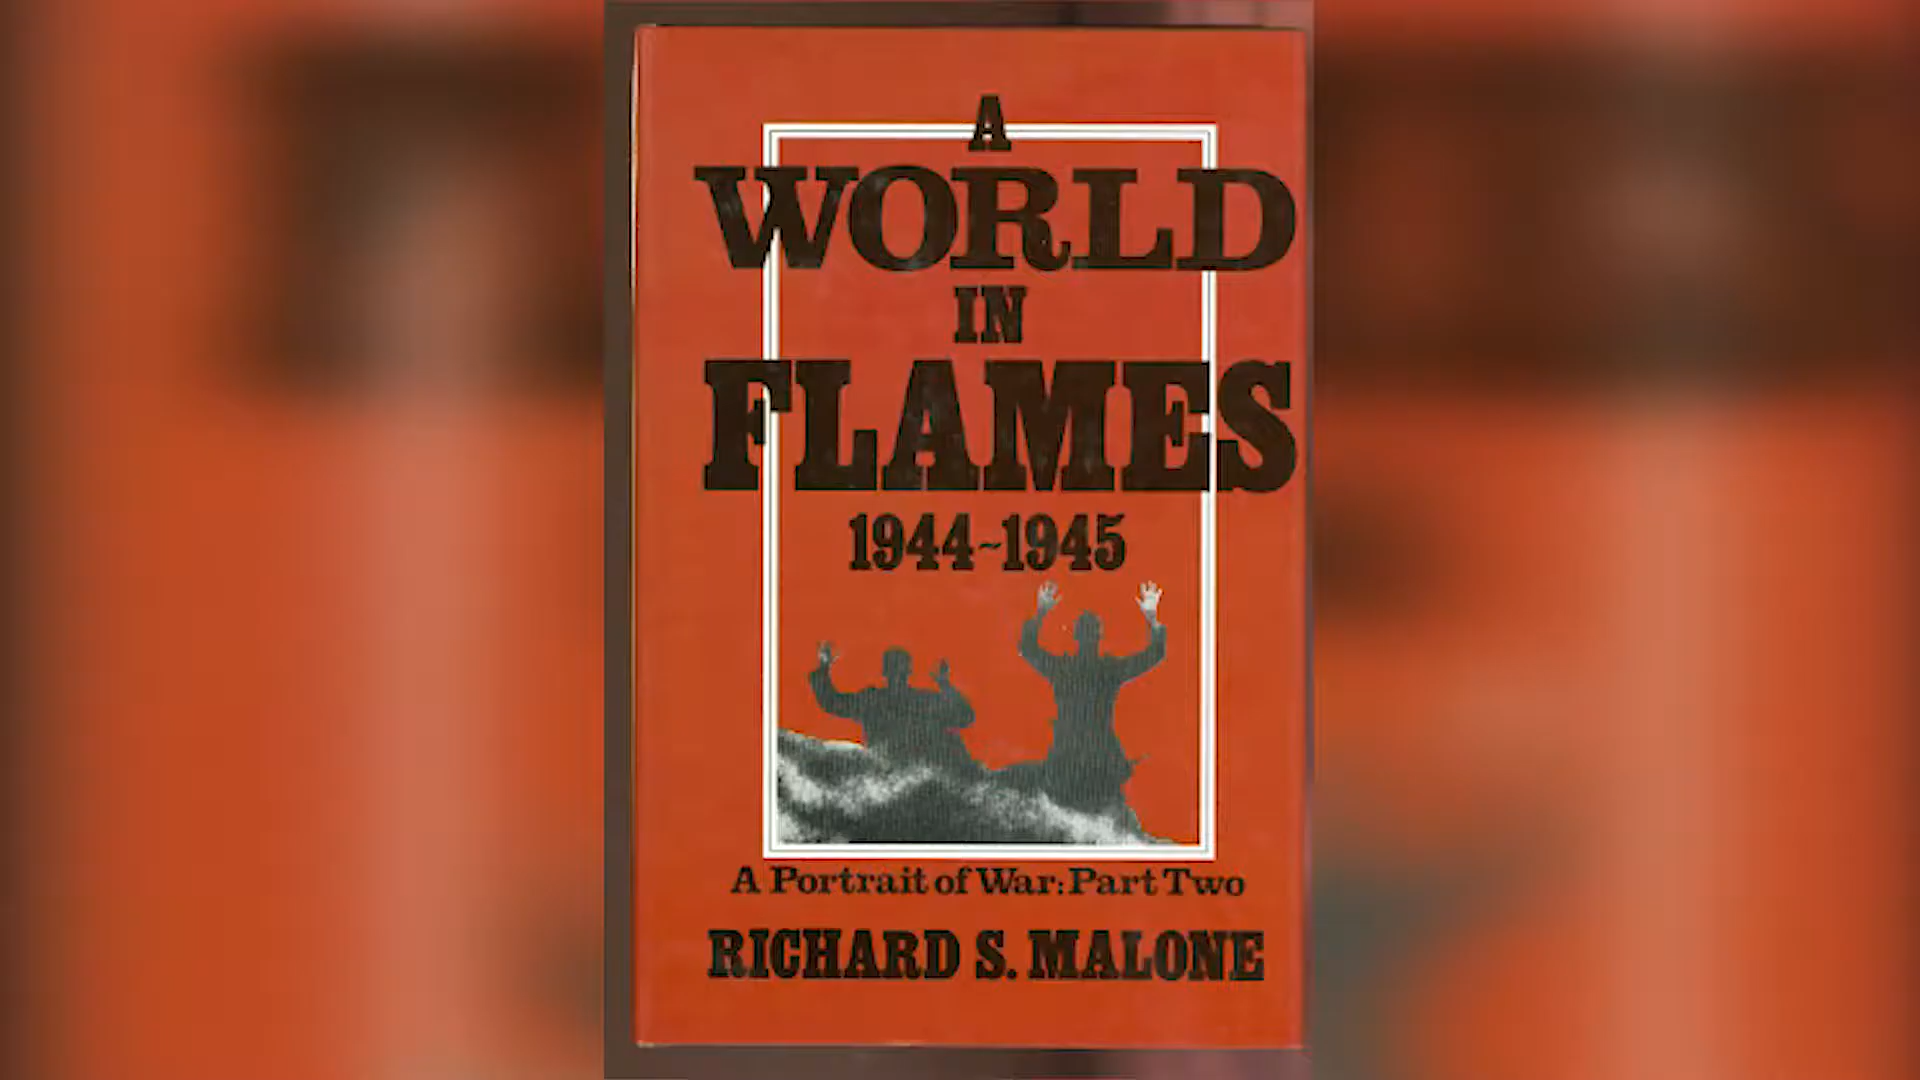 A
WORLD
IN
FLAMES
1944~1945
A Portrait of War: Part Two
RICHARD S. MALONE